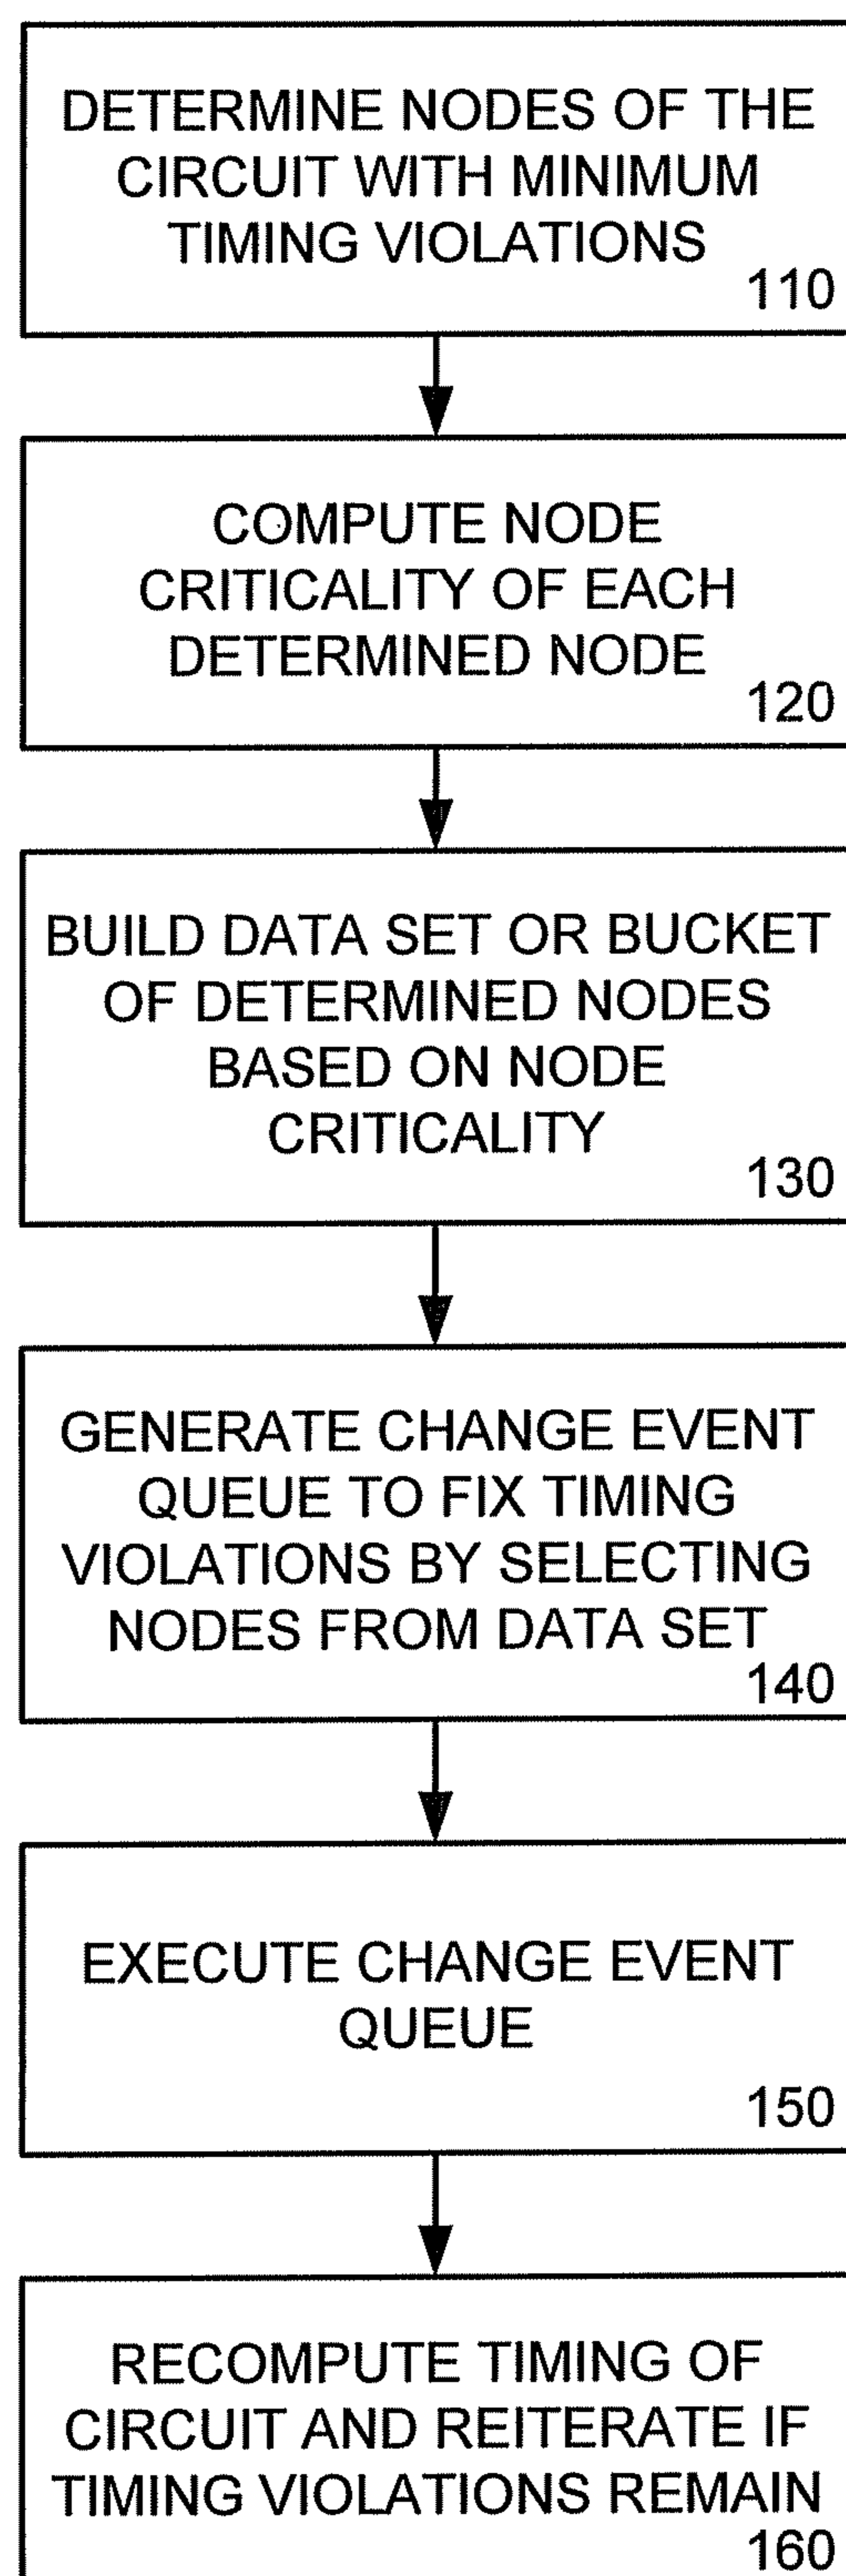 DETERMINE NODES OF THE
CIRCUIT WITH MINIMUM
TIMING VIOLATIONS
110
COMPUTE NODE
CRITICALITY OF EACH
DETERMINED NODE
120
BUILD DATA SET OR BUCKET
OF DETERMINED NODES
BASED ON NODE
CRITICALITY
130
GENERATE CHANGE EVENT
QUEUE TO FIX TIMING
VIOLATIONS BY SELECTING
NODES FROM DATA SET
140
EXECUTE CHANGE EVENT
QUEUE
150
RECOMPUTE TIMING OF
CIRCUIT AND REITERATE IF
TIMING VIOLATIONS REMAIN
160